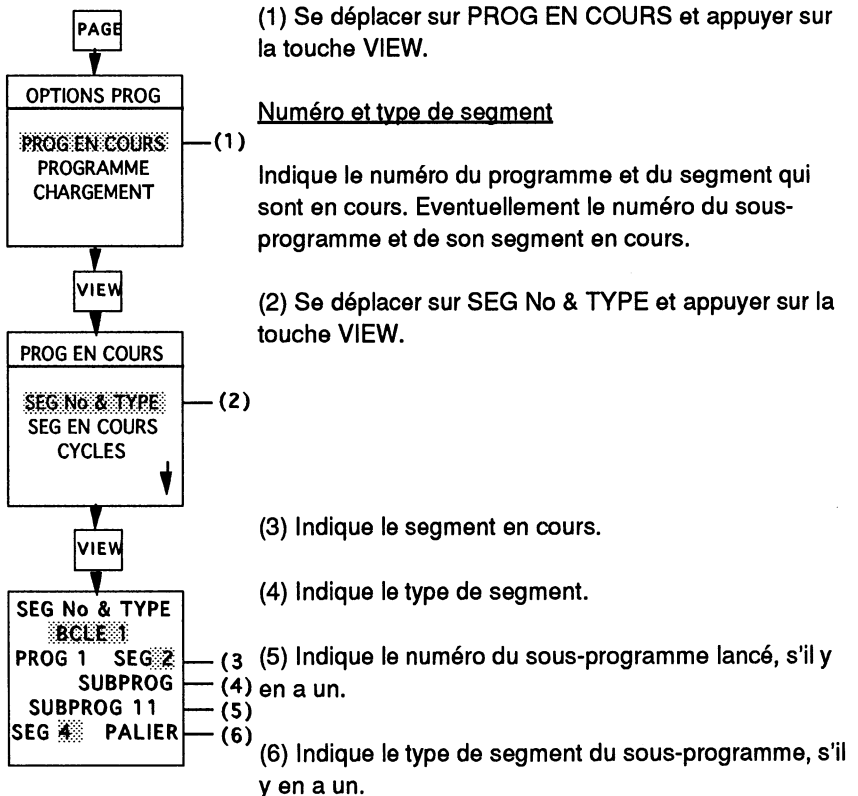 PAGE
OPTIONS PROG
PROG EN COURS
(1)
PROGRAMME
CHARGEMENT
VIEW
PROG EN COURS
SEG No & TYPE
(2)
SEG EN COURS
CYCLES
VIEW
SEG No & TYPE
BCLE 1
PROG 1 SEG 2
(3
SUBPROG
(4)
SUBPROG 11
(5)
SEG 4 PALIER
(6)
(1) Se déplacer sur PROG EN COURS et appuyer sur
la touche VIEW.
Numéro et type de segment
Indique le numéro du programme et du segment qui
sont en cours. Eventuellement le numéro du sous-
programme et de son segment en cours.
(2) Se déplacer sur SEG No & TYPE et appuyer sur la
touche VIEW.
(3) Indique le segment en cours.
(4) Indique le type de segment.
(5) Indique le numéro du sous-programme lancé, s'il y
en a un.
(6) Indique le type de segment du sous-programme, s'il
y en a un.